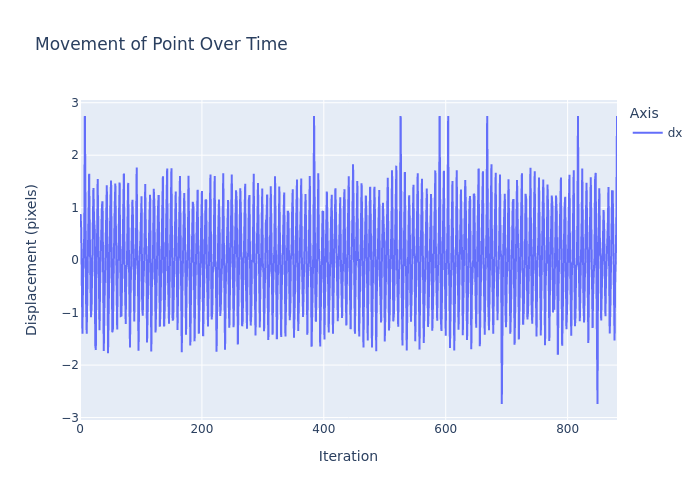 Movement of Point Over Time
Axis
dx
3
2
1
0
−1
−2
−3
Displacement (pixels)
0
200
400
600
800
Iteration